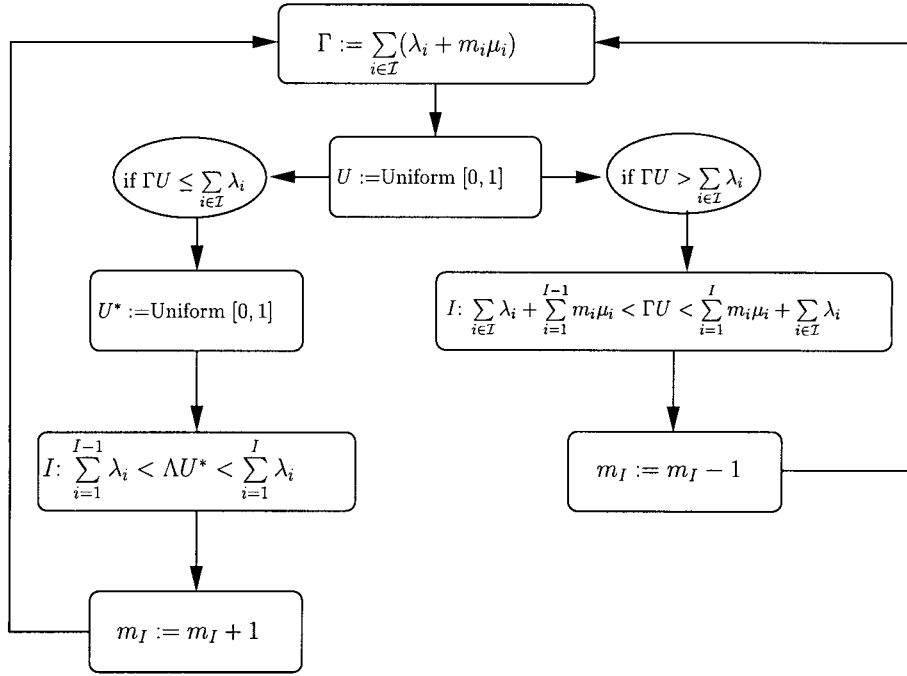 Γ := ∑_{i∈ℐ}(λ_i + m_iμ_i)
if ΓU ≤ ∑_{i∈ℐ} λ_i
U :=Uniform [0, 1]
if ΓU > ∑_{i∈ℐ} λ_i
U* :=Uniform [0, 1]
I: ∑_{i∈ℐ} λ_i + ∑_{i=1}^{I-1} m_iμ_i < ΓU < ∑_{i=1}^{I} m_iμ_i + ∑_{i∈ℐ} λ_i
I: ∑_{i=1}^{I-1} λ_i < ΛU* < ∑_{i=1}^{I} λ_i
m_I := m_I − 1
m_I := m_I + 1